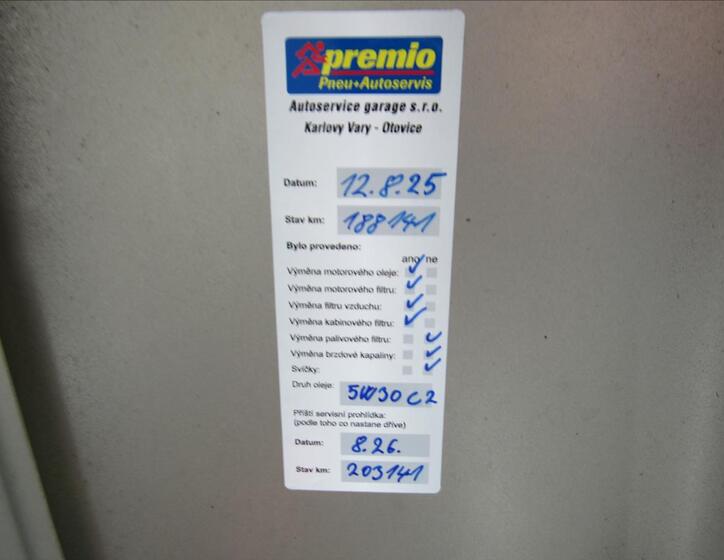 premio
Pneu+Autoservis
Autoservice garage s.r.o.
Karlovy Vary - Otovice
Datum: 12.8.25
Stav km: 188141
Bylo provedeno:
ano ne
Výměna motorového oleje: ✓
Výměna motorového filtru: ✓
Výměna filtru vzduchu: ✓
Výměna kabinového filtru: ✓
Výměna palivového filtru: ✓
Výměna brzdové kapaliny: ✓
Svíčky: ✓
Druh oleje: 5W30 C2
Příští servisní prohlídka:
(podle toho co nastane dříve)
Datum: 8.26.
Stav km: 203141